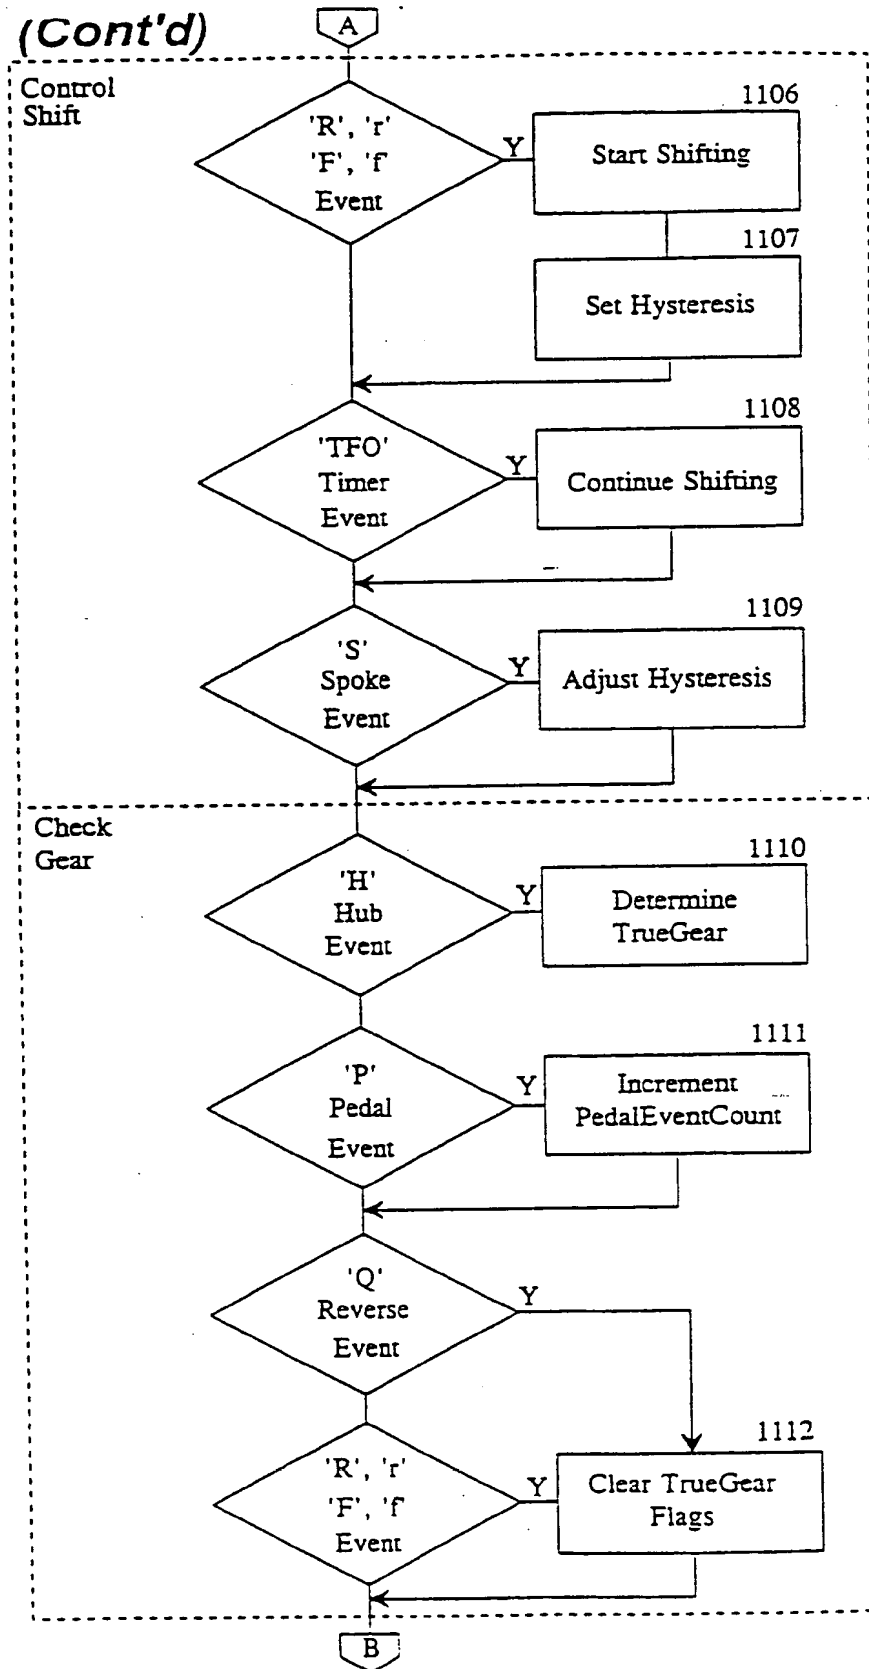 (Cont'd)
A
Control
Shift
'R', 'r'
'F', 'f'
Event
Y
1106
Start Shifting
1107
Set Hysteresis
'TFO'
Timer
Event
Y
1108
Continue Shifting
'S'
Spoke
Event
Y
1109
Adjust Hysteresis
Check
Gear
'H'
Hub
Event
Y
1110
Determine
TrueGear
'P'
Pedal
Event
Y
1111
Increment
PedalEventCount
'Q'
Reverse
Event
Y
'R', 'r'
'F', 'f'
Event
Y
1112
Clear TrueGear
Flags
B